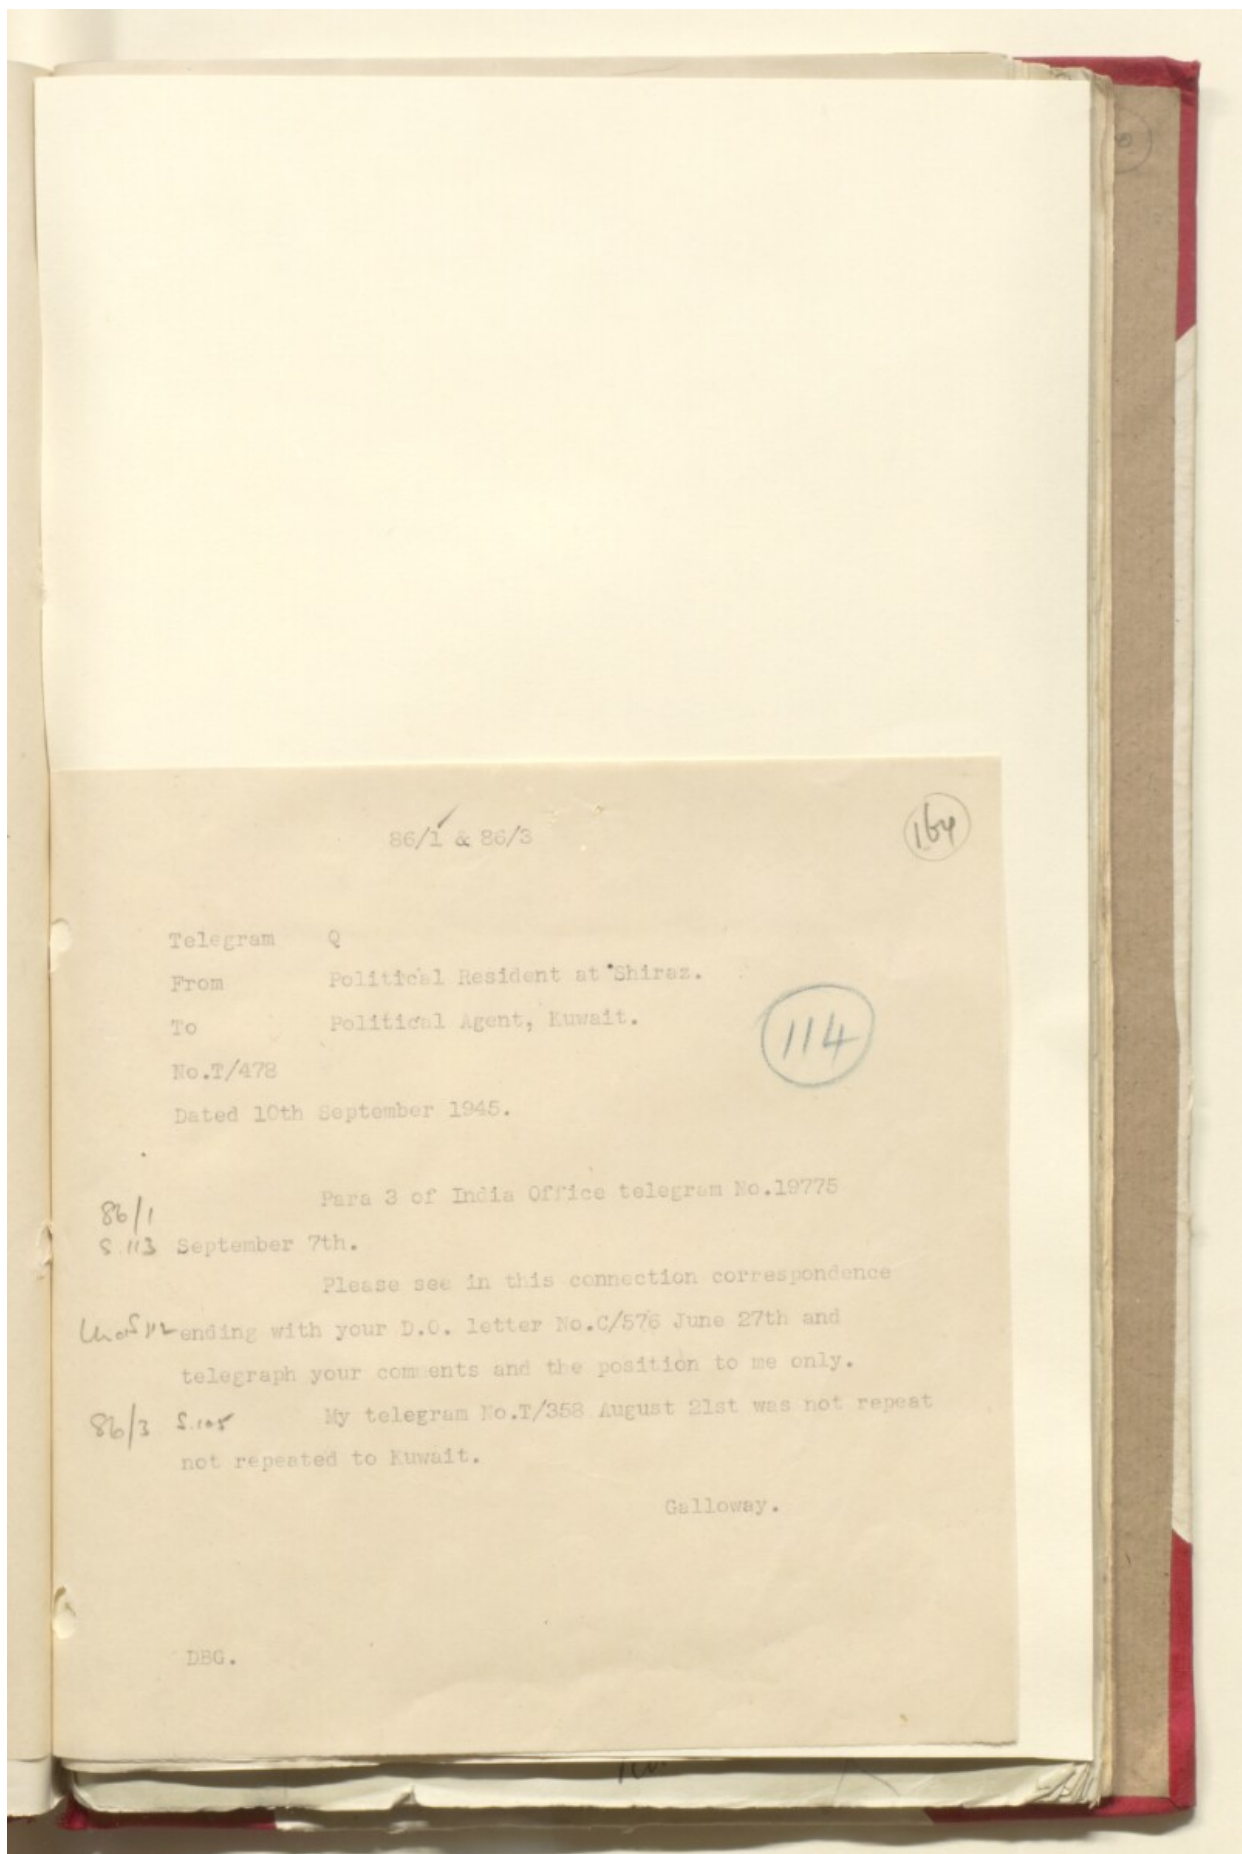 86/1 & 86/3
164
Telegram Q
From Political Resident at Shiraz.
To Political Agent, Kuwait.
114
No.T/478
Dated 10th September 1945.
Para 3 of India Office telegram No.19775
86/1
S.113 September 7th.
Please see in this connection correspondence
ending with your D.O. letter No.C/576 June 27th and
telegraph your comments and the position to me only.
86/3 S.105 My telegram No.T/358 August 21st was not repeat
not repeated to Kuwait.
Galloway.
DBG.